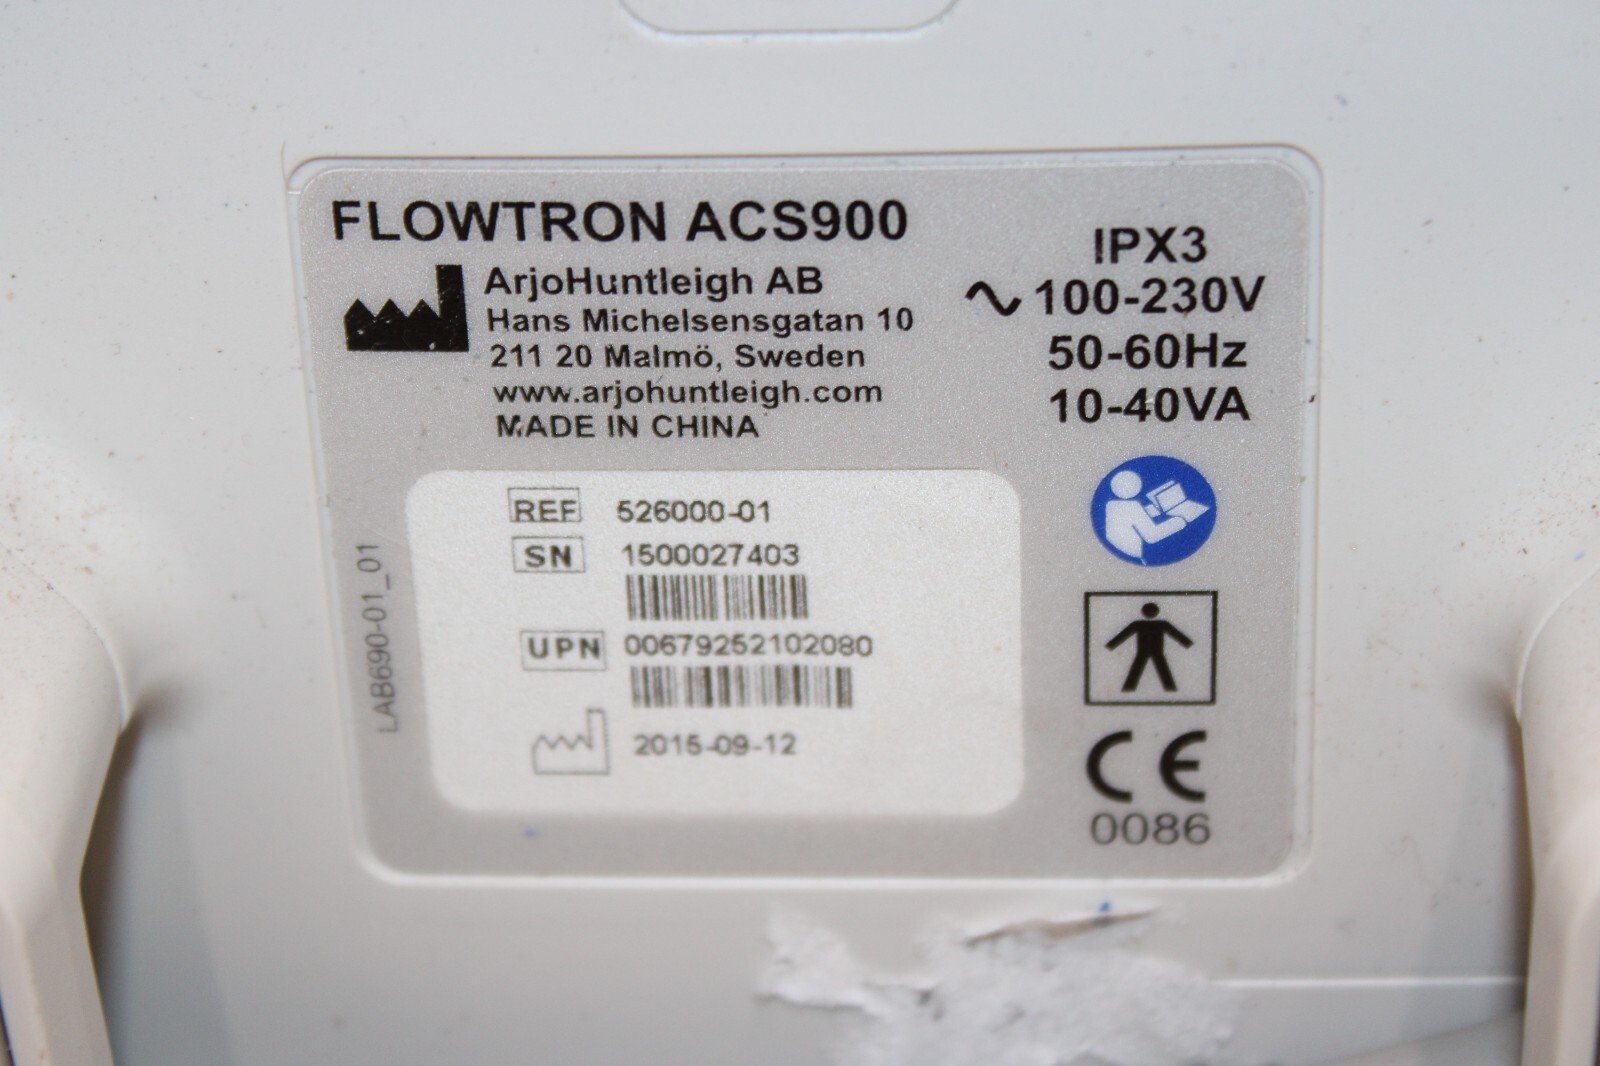 FLOWTRON ACS900
ArjoHuntleigh AB
Hans Michelsensgatan 10
211 20 Malmö, Sweden
www.arjohuntleigh.com
MADE IN CHINA
IPX3
100-230V
50-60Hz
10-40VA
REF 526000-01
SN 1500027403
UPN 00679252102080
2015-09-12
LAB690-01_01
CE
0086